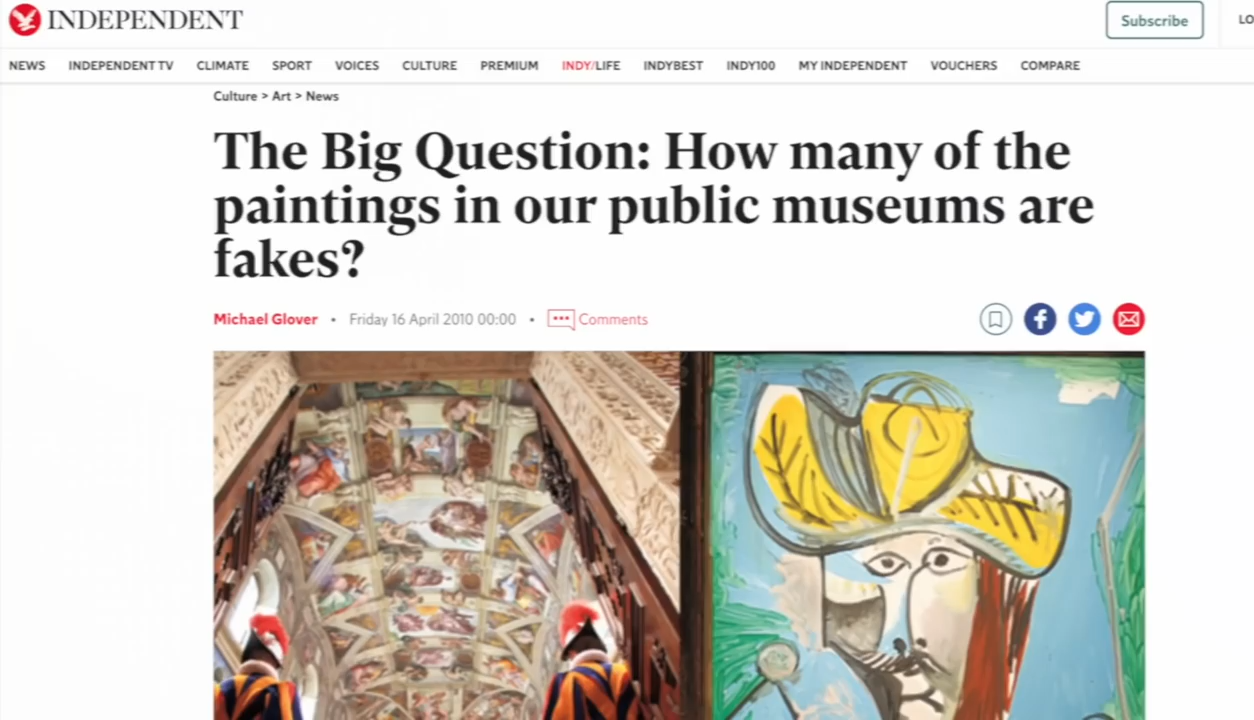 INDEPENDENT
Subscribe
LO
NEWS INDEPENDENT TV CLIMATE SPORT VOICES CULTURE PREMIUM INDY/LIFE INDYBEST INDY100 MY INDEPENDENT VOUCHERS COMPARE
Culture > Art > News
The Big Question: How many of the
paintings in our public museums are
fakes?
Michael Glover • Friday 16 April 2010 00:00 • Comments